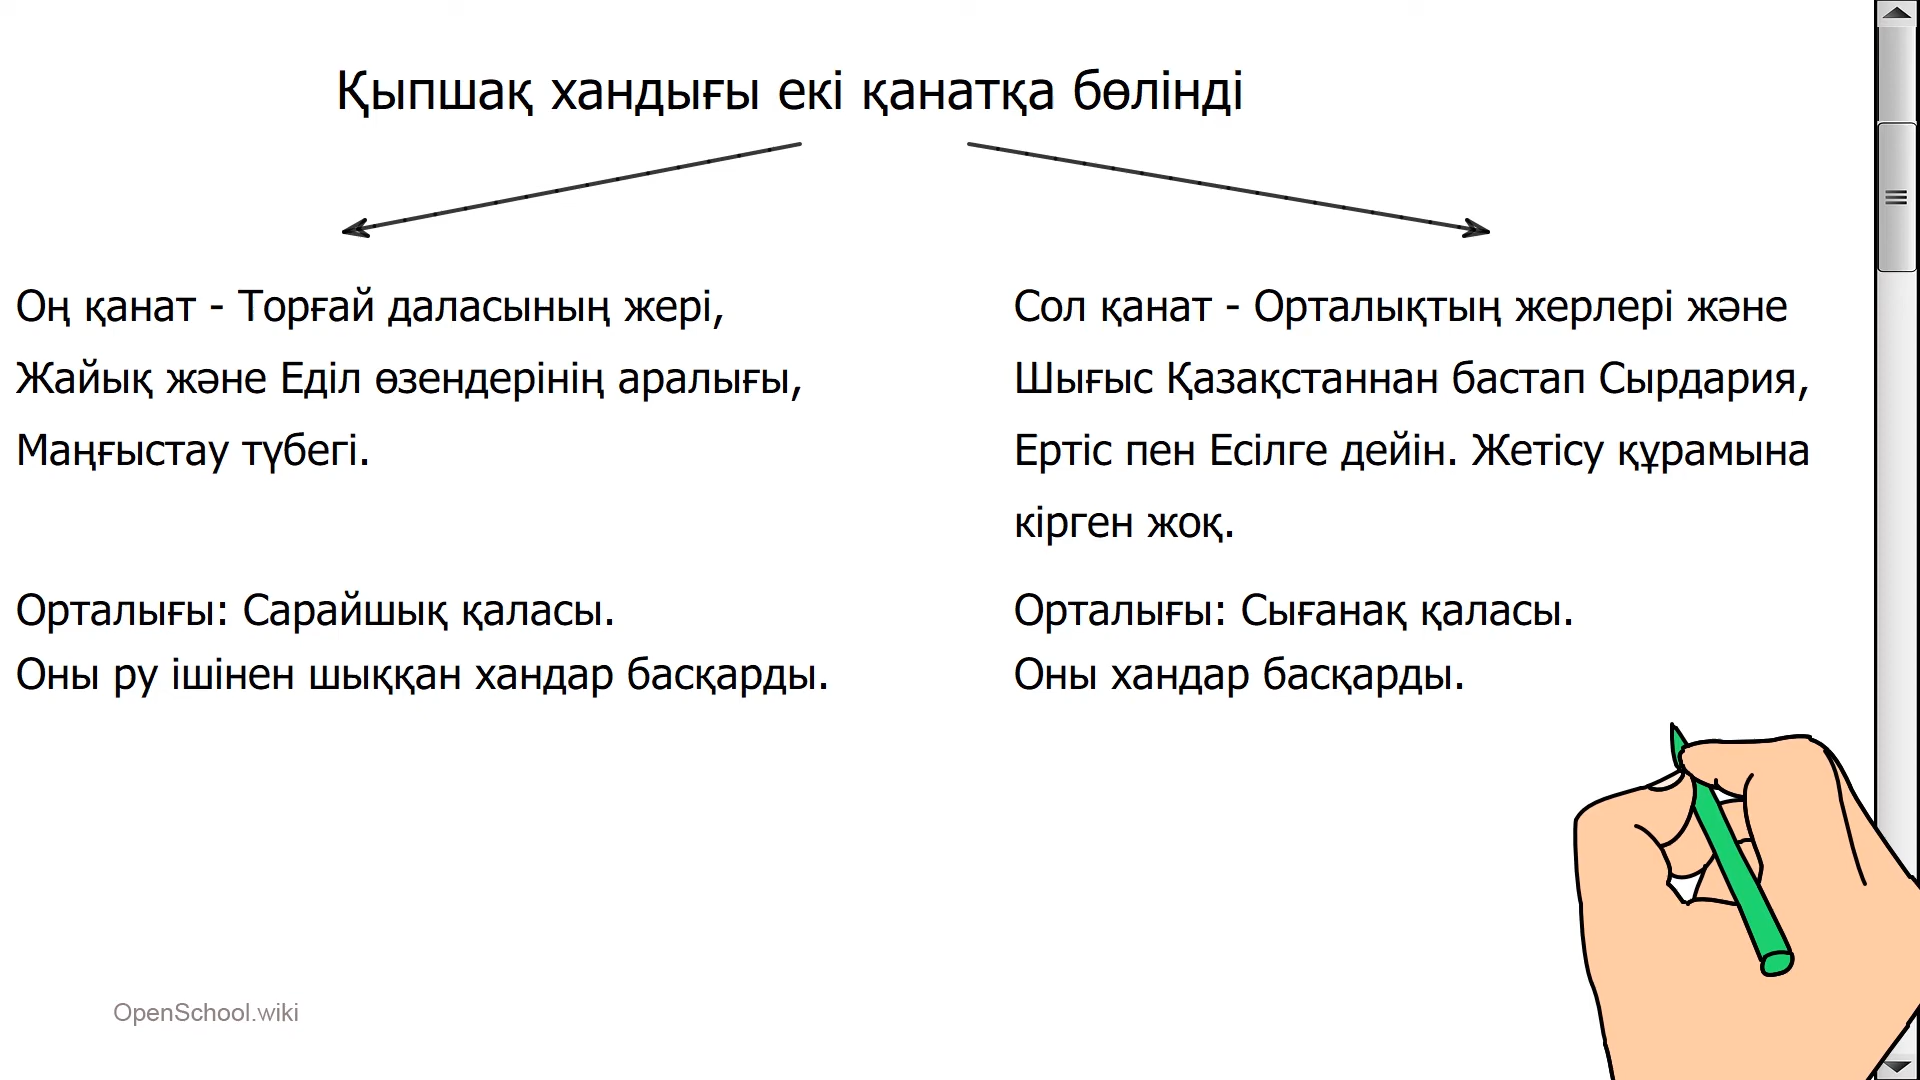 Қыпшақ хандығы екі қанатқа бөлінді
Оң қанат - Торғай даласының жері,
Жайық және Еділ өзендерінің аралығы,
Маңғыстау түбегі.
Орталығы: Сарайшық қаласы.
Оны ру ішінен шыққан хандар басқарды.
Сол қанат - Орталықтың жерлері және
Шығыс Қазақстаннан бастап Сырдария,
Ертіс пен Есілге дейін. Жетісу құрамына
кірген жоқ.
Орталығы: Сығанақ қаласы.
Оны хандар басқарды.
OpenSchool.wiki